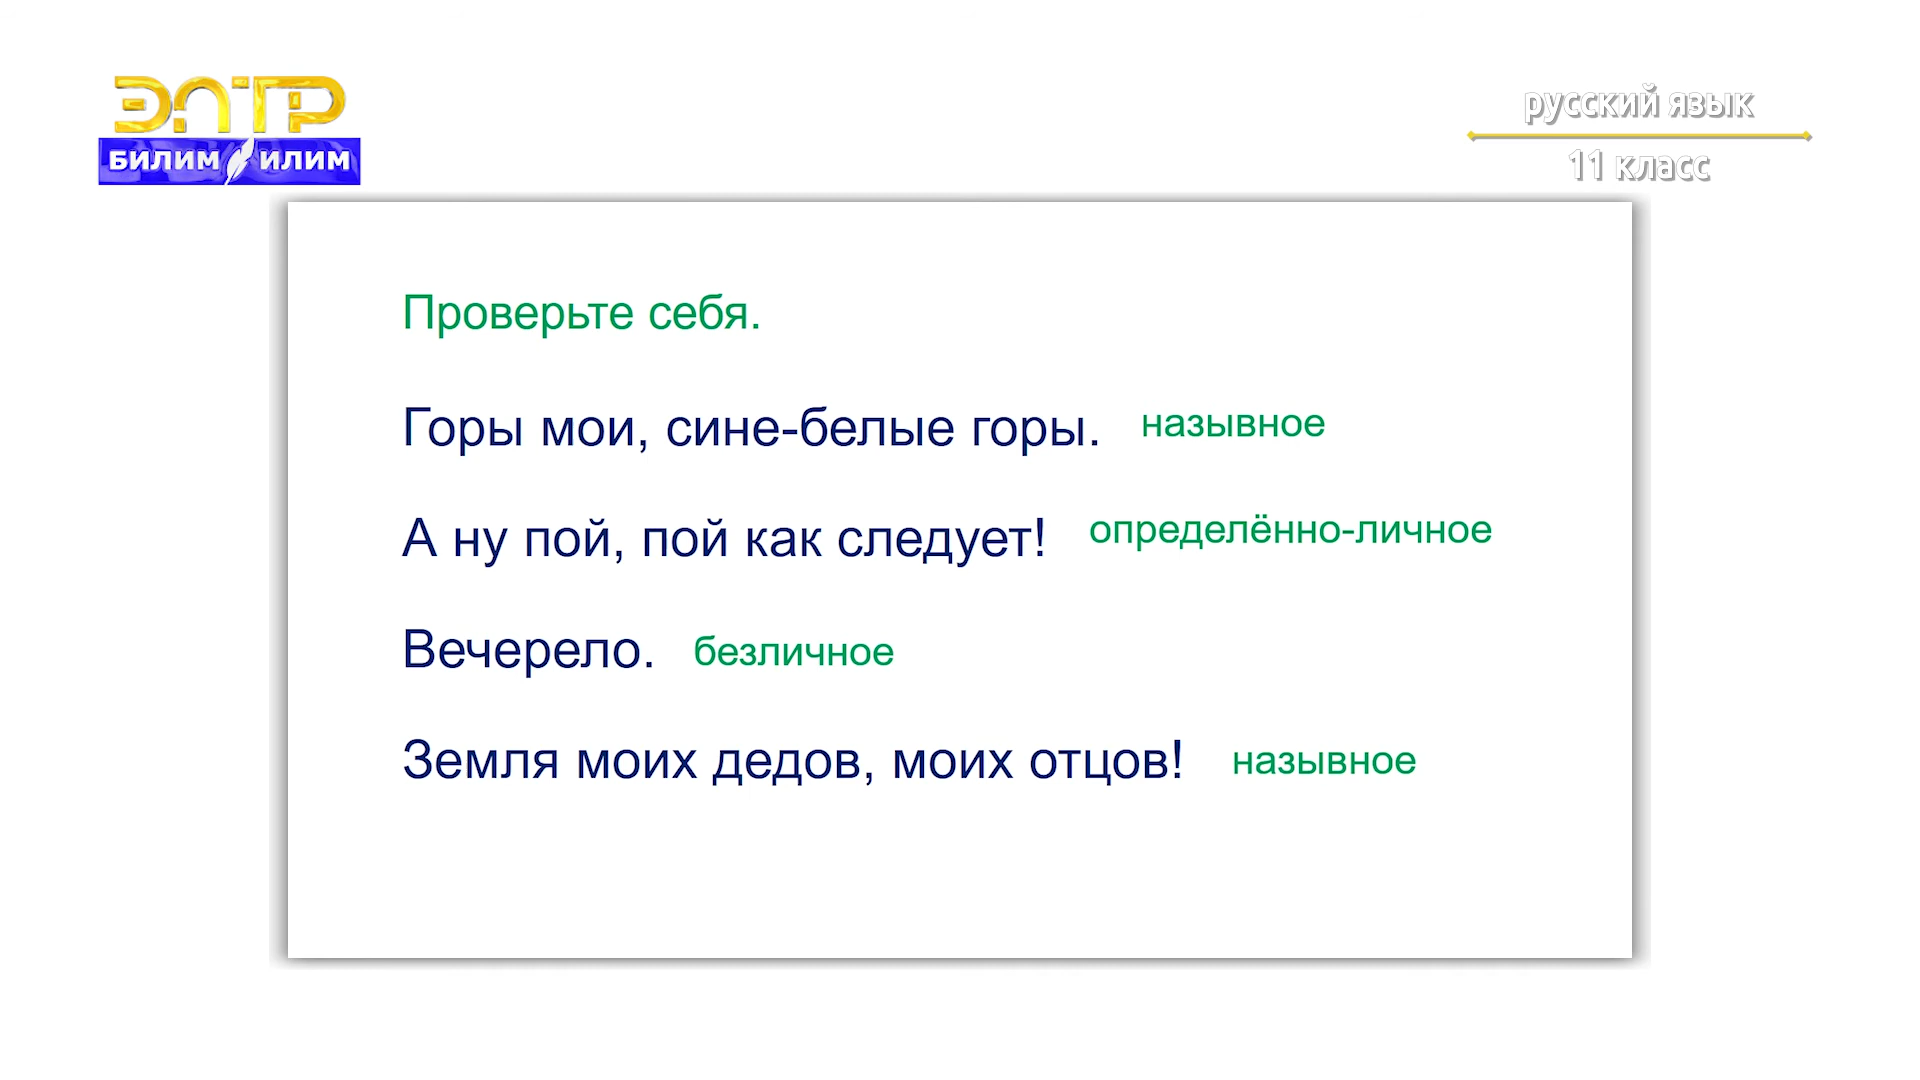 ЭЛТР
БИЛИМ ИЛИМ
русский язык
11 класс
Проверьте себя.
Горы мои, сине-белые горы. назывное
А ну пой, пой как следует! определённо-личное
Вечерело. безличное
Земля моих дедов, моих отцов! назывное